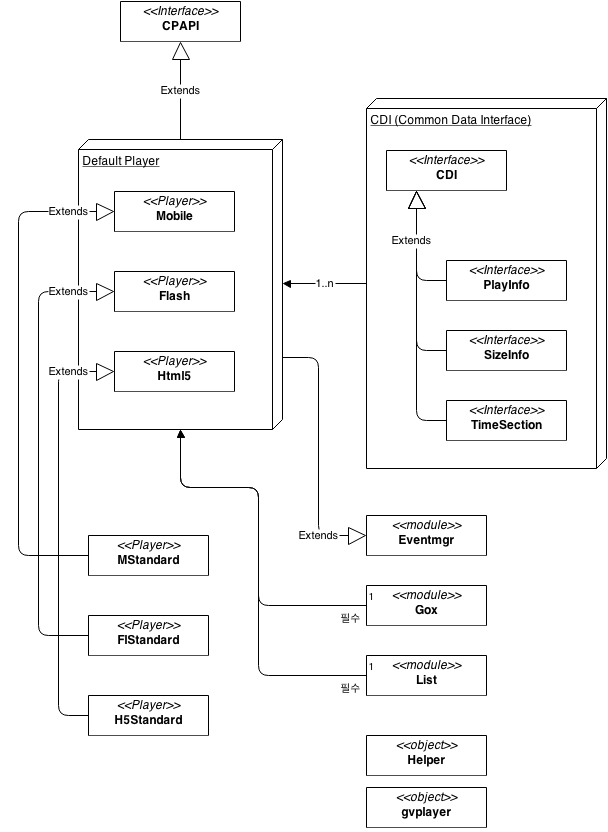 <<Interface>>
CPAPI
Extends
Default Player
<<Player>>
Mobile
Extends
<<Player>>
Flash
Extends
<<Player>>
Html5
Extends
CDI (Common Data Interface)
<<Interface>>
CDI
Extends
<<Interface>>
PlayInfo
1..n
<<Interface>>
SizeInfo
<<Interface>>
TimeSection
<<module>>
Eventmgr
Extends
<<Player>>
MStandard
1
<<module>>
Gox
필수
<<Player>>
FlStandard
1
<<module>>
List
필수
<<Player>>
H5Standard
<<object>>
Helper
<<object>>
gvplayer